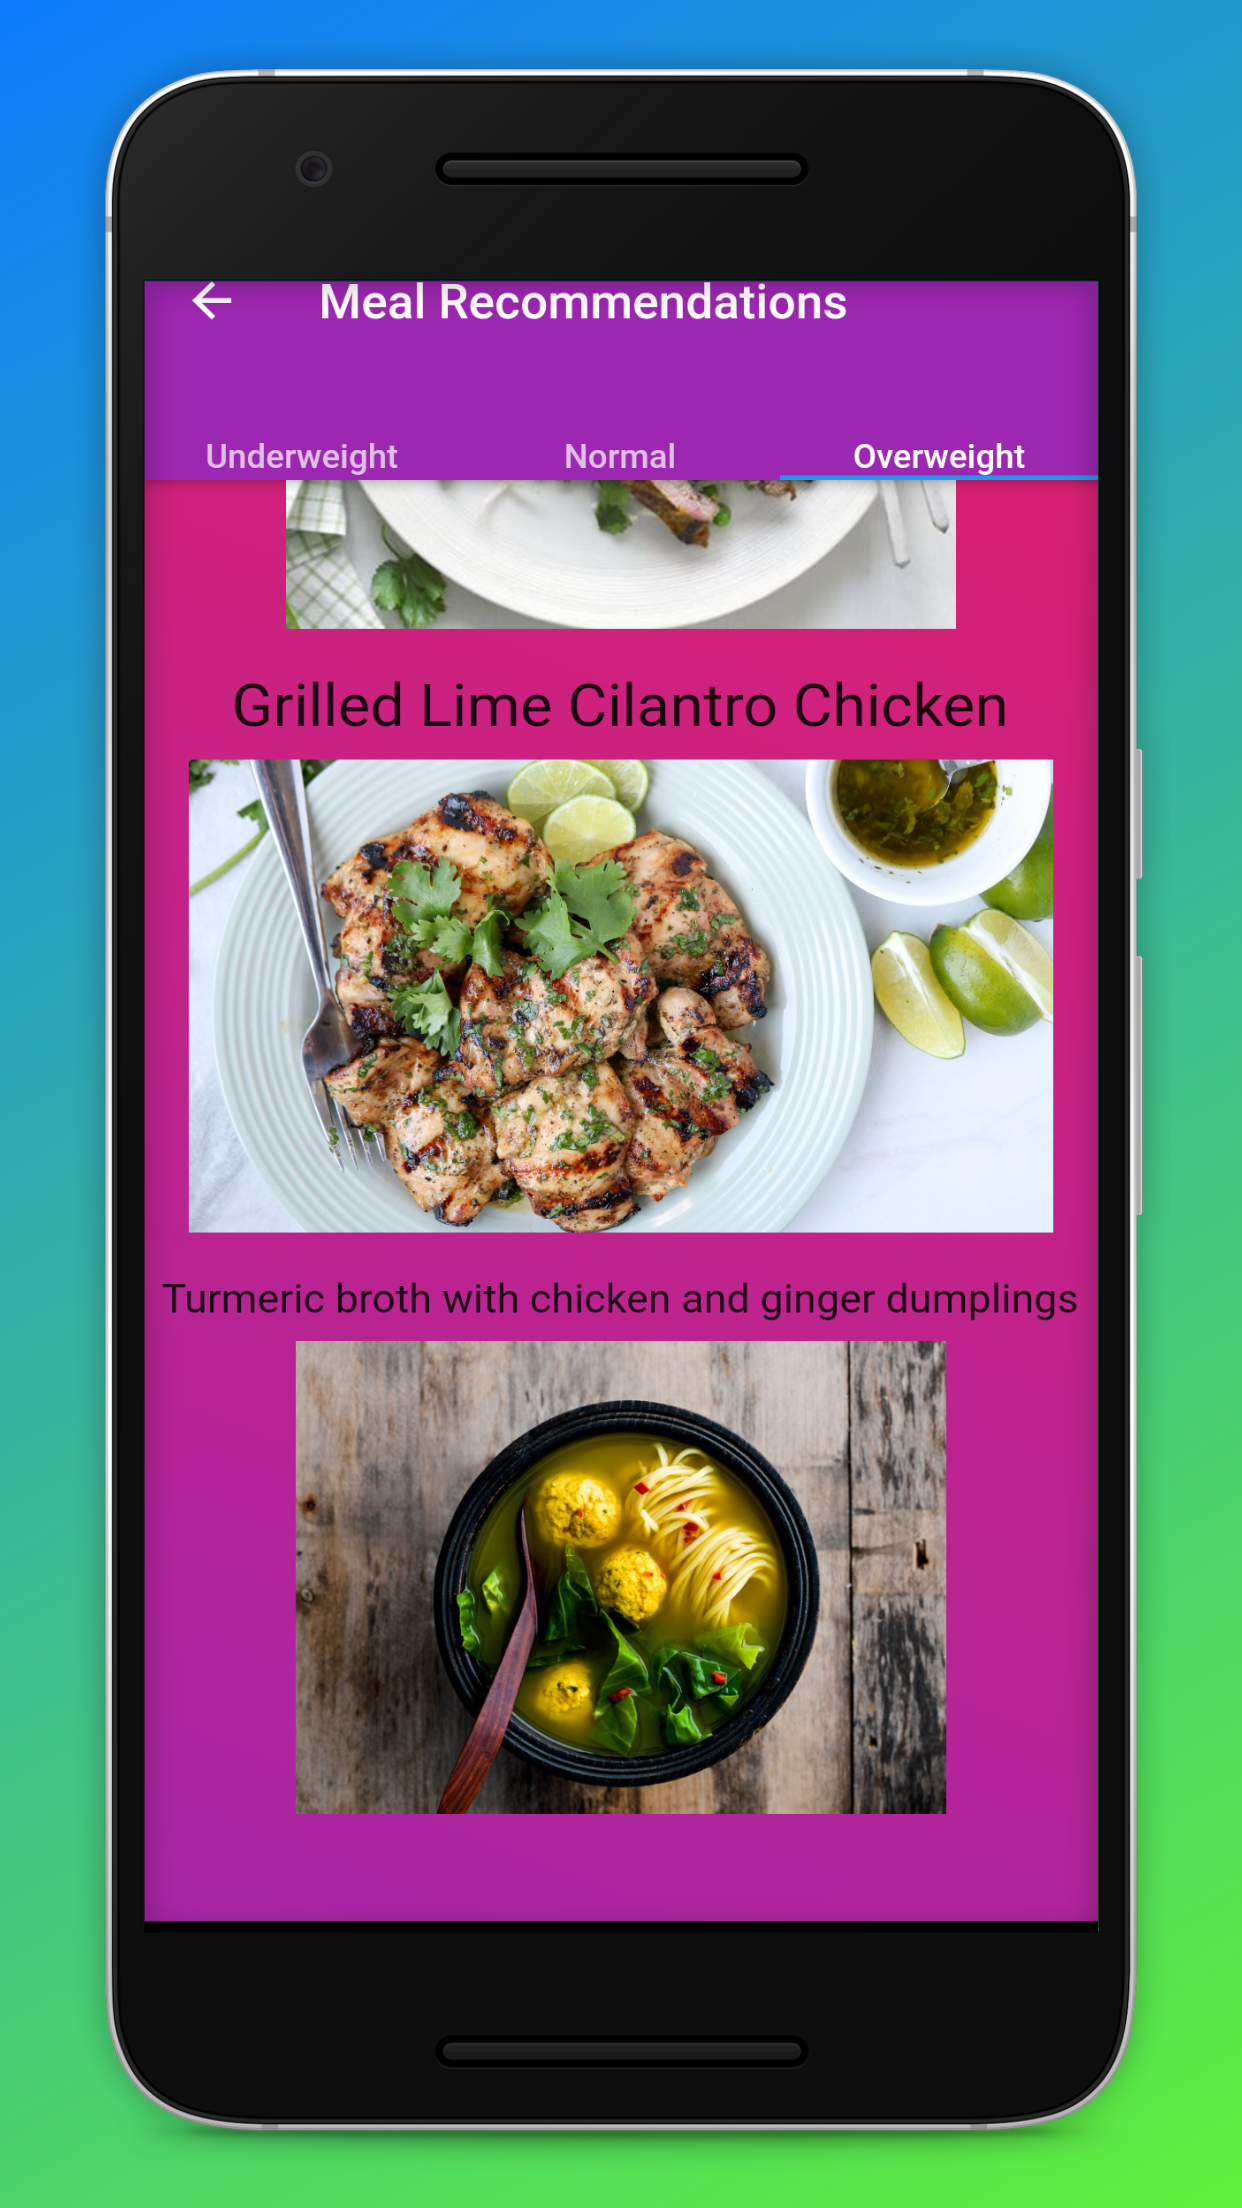 Meal Recommendations
Underweight
Normal
Overweight
Grilled Lime Cilantro Chicken
Turmeric broth with chicken and ginger dumplings